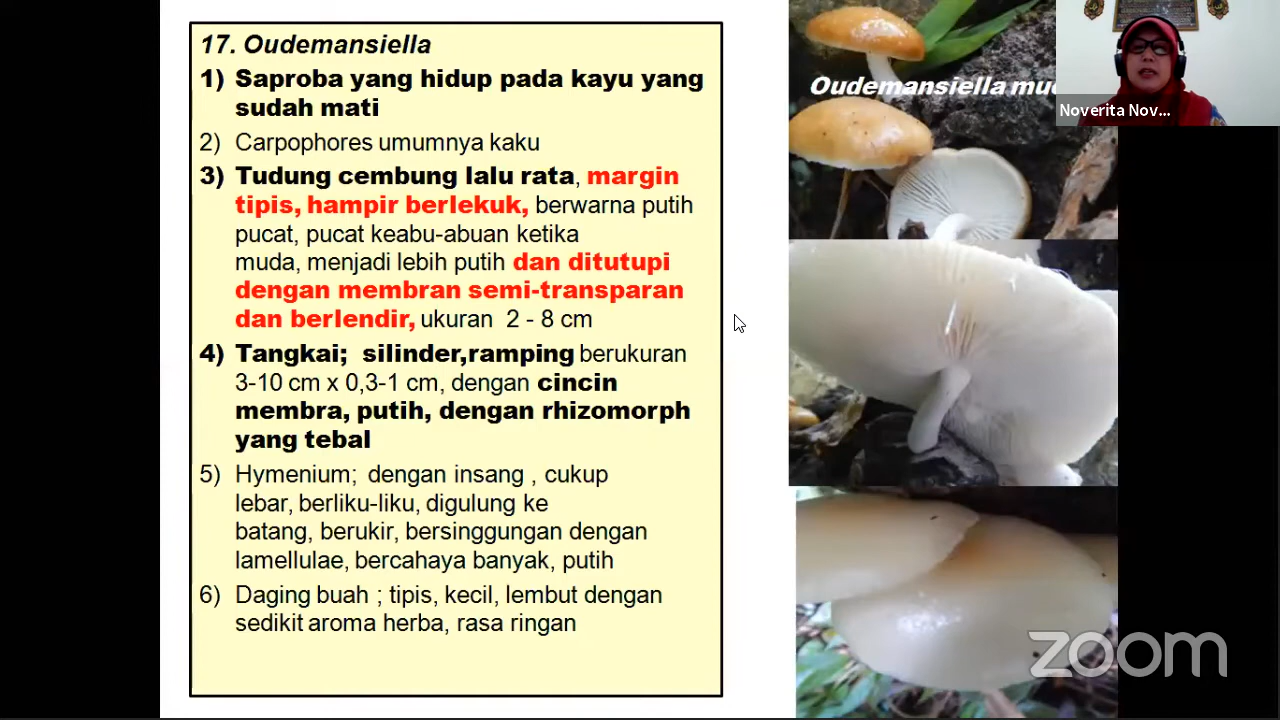 17. Oudemansiella
1) Saproba yang hidup pada kayu yang
sudah mati
2) Carpophores umumnya kaku
3) Tudung cembung lalu rata, margin
tipis, hampir berlekuk, berwarna putih
pucat, pucat keabu-abuan ketika
muda, menjadi lebih putih dan ditutupi
dengan membran semi-transparan
dan berlendir, ukuran 2 - 8 cm
4) Tangkai; silinder,ramping berukuran
3-10 cm x 0,3-1 cm, dengan cincin
membra, putih, dengan rhizomorph
yang tebal
5) Hymenium; dengan insang , cukup
lebar, berliku-liku, digulung ke
batang, berukir, bersinggungan dengan
lamellulae, bercahaya banyak, putih
6) Daging buah ; tipis, kecil, lembut dengan
sedikit aroma herba, rasa ringan
Oudemansiella
Noverita Nov...
zoom